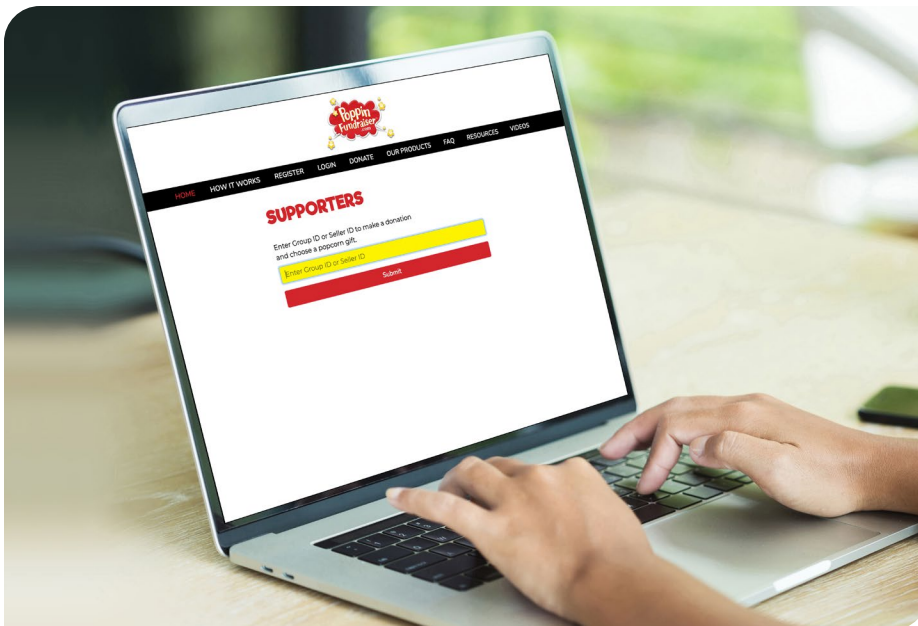 Poppin
Fundraiser
HOME HOW IT WORKS REGISTER LOGIN DONATE OUR PRODUCTS FAQ RESOURCES VIDEOS
SUPPORTERS
Enter Group ID or Seller ID to make a donation
and choose a popcorn gift.
Enter Group ID or Seller ID
Submit